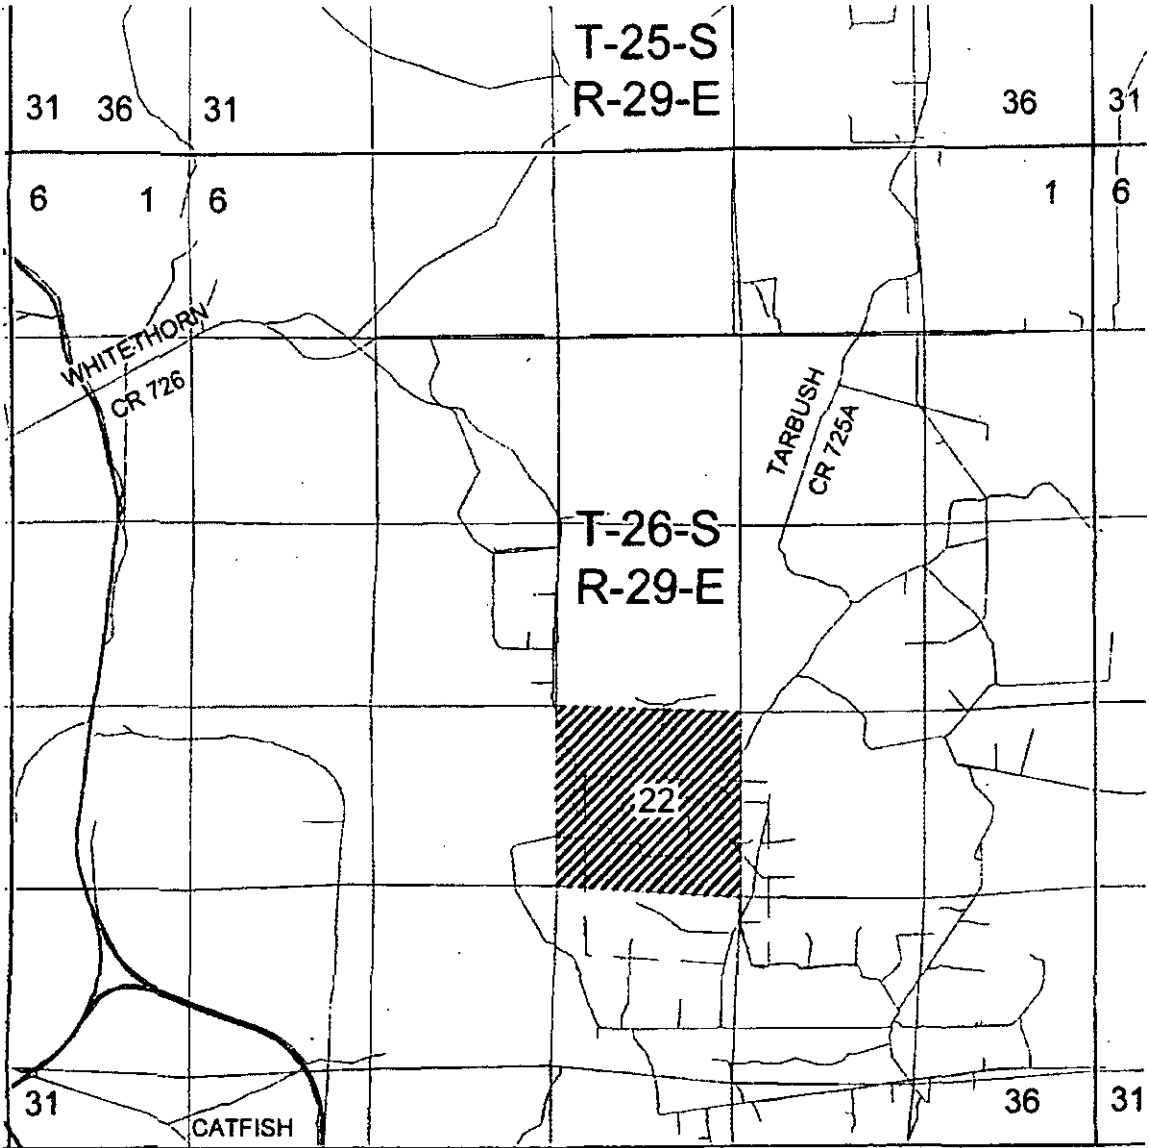 T-25-S
R-29-E
31 36 31 36 31
6 1 6 1 6
WHITETHORN
CR 726
TARBUSH
CR 725A
T-26-S
R-29-E
22
31 36 31
CATFISH